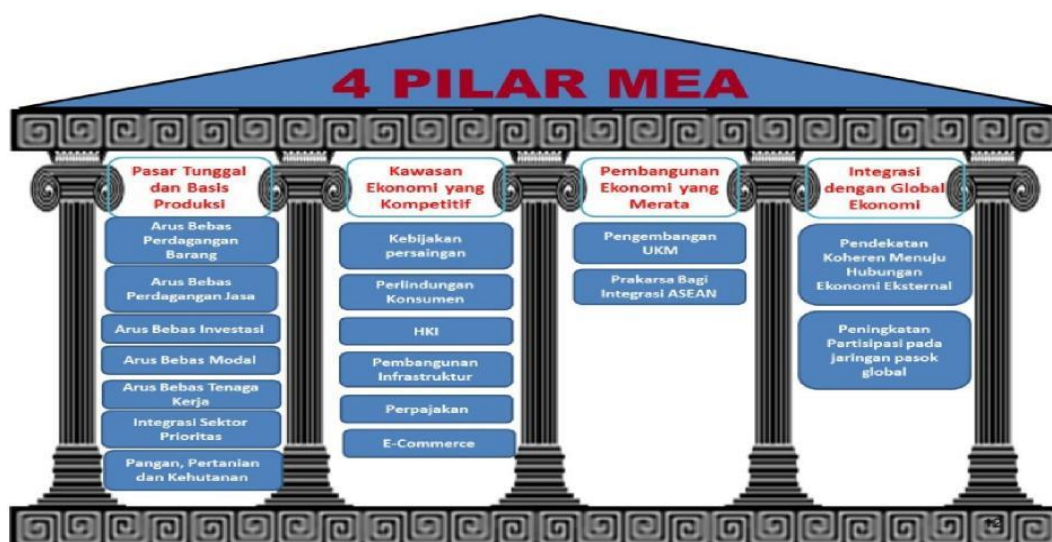 4 PILAR MEA
Pasar Tunggal
dan Basis
Produksi
Arus Bebas
Perdagangan
Barang
Arus Bebas
Perdagangan Jasa
Arus Bebas Investasi
Arus Bebas Modal
Arus Bebas Tenaga
Kerja
Integrasi Sektor
Prioritas
Pangan, Pertanian
dan Kehutanan
Kawasan
Ekonomi yang
Kompetitif
Kebijakan
persaingan
Perlindungan
Konsumen
HKI
Pembangunan
Infrastruktur
Perpajakan
E-Commerce
Pembangunan
Ekonomi yang
Merata
Pengembangan
UKM
Prakarsa Bagi
Integrasi ASEAN
Integrasi
dengan Global
Ekonomi
Pendekatan
Koheren Menuju
Hubungan
Ekonomi Eksternal
Peningkatan
Partisipasi pada
jaringan pasok
global